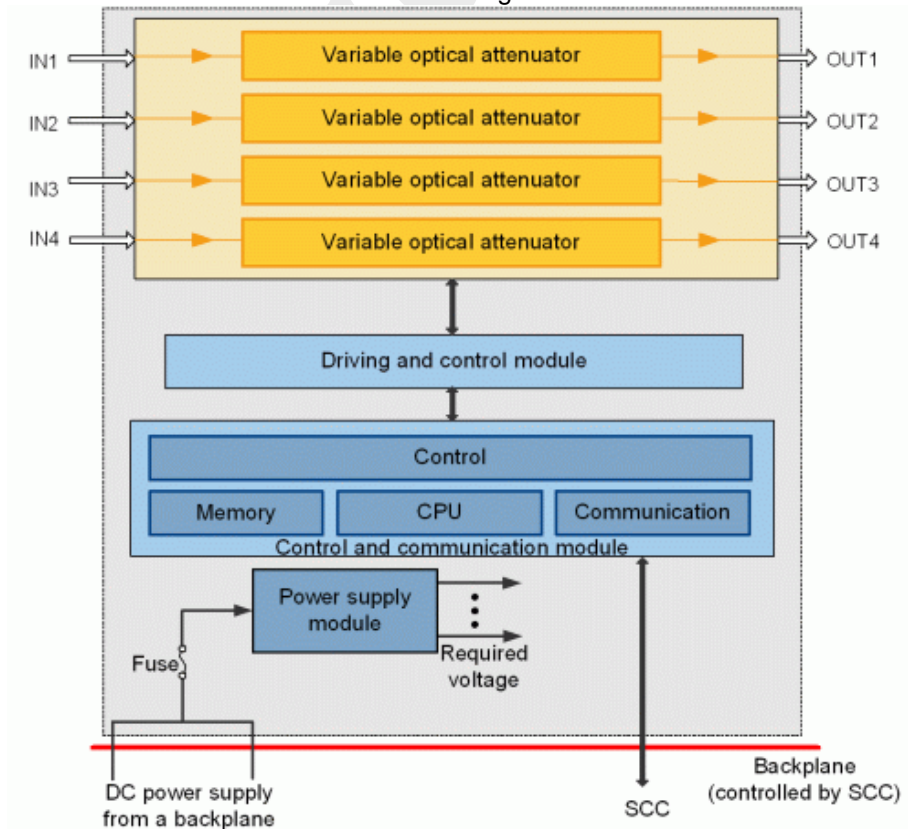 IN1 Variable optical attenuator OUT1
IN2 Variable optical attenuator OUT2
IN3 Variable optical attenuator OUT3
IN4 Variable optical attenuator OUT4
Driving and control module
Control
Memory CPU Communication
Control and communication module
Power supply
module
Fuse
Required
voltage
DC power supply
from a backplane
SCC
Backplane
(controlled by SCC)